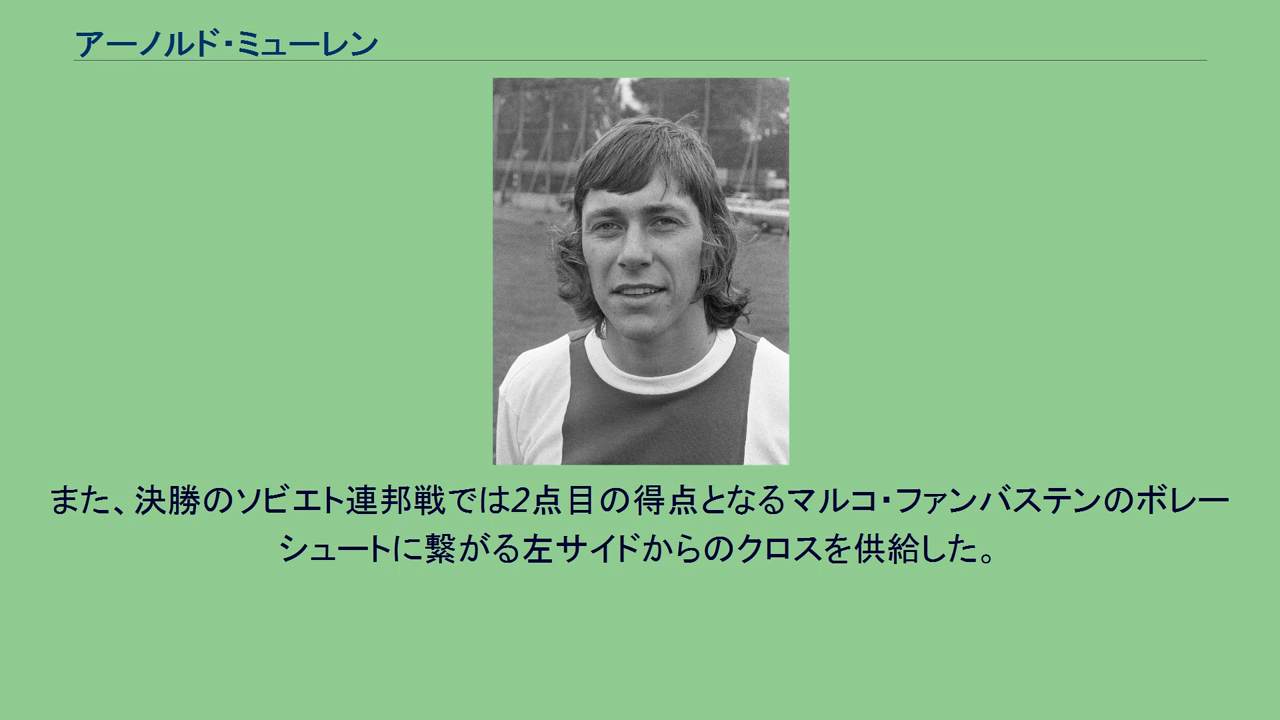 アーノルド・ミューレン
また、決勝のソビエト連邦戦では2点目の得点となるマルコ・ファンバステンのボレー
シュートに繋がる左サイドからのクロスを供給した。